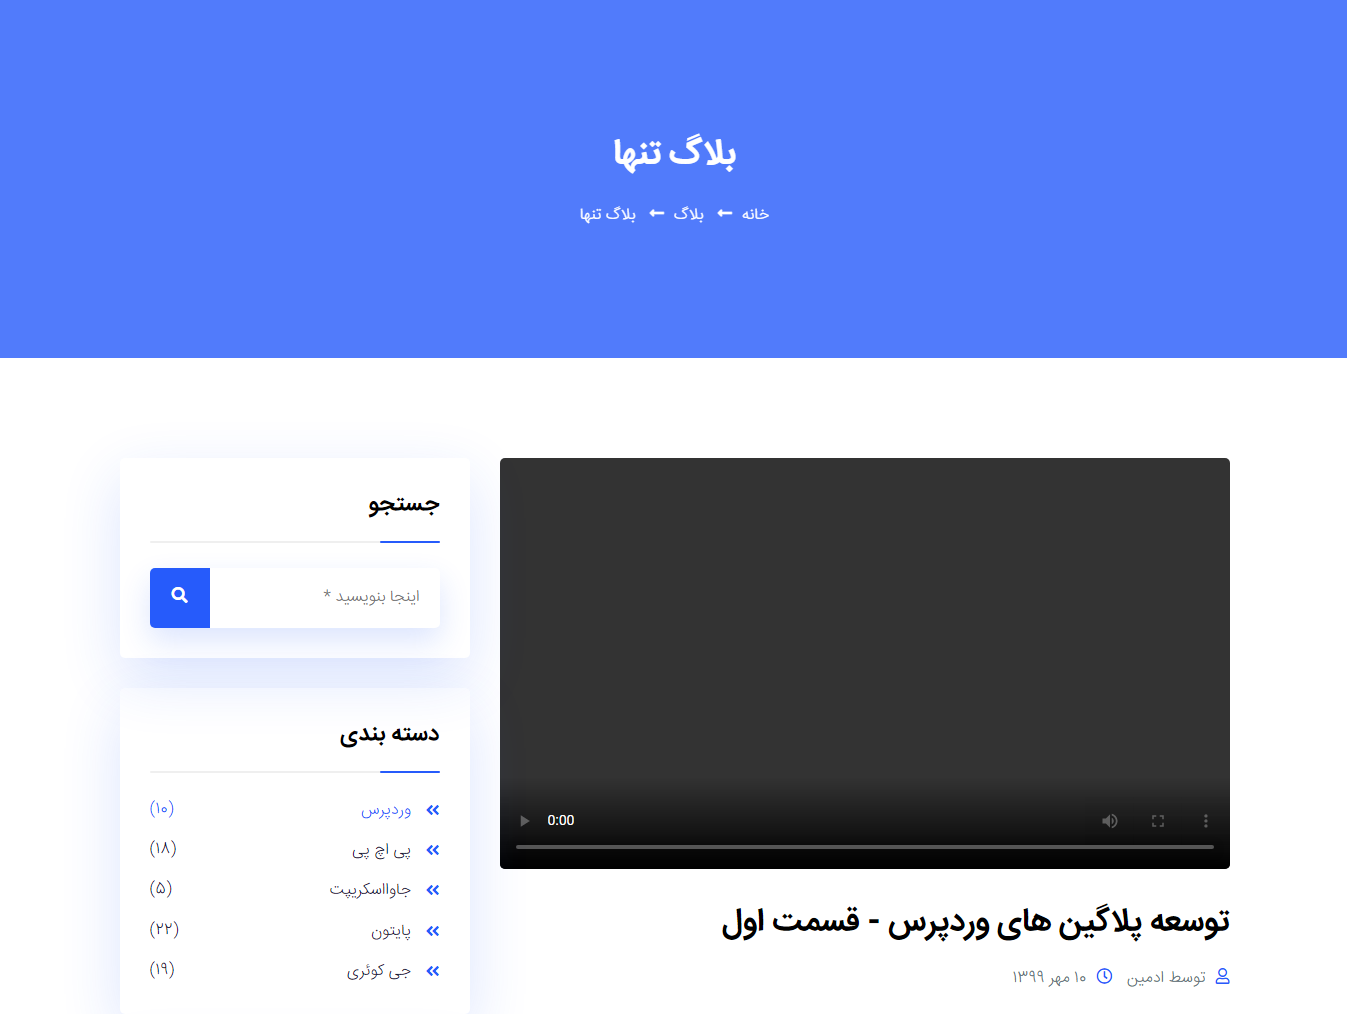 بلاگ تنها
خانه بلاگ بلاگ تنها
0:00
توسعه پلاگین های وردپرس - قسمت اول
توسط ادمین ۱۰ مهر ۱۳۹۹
جستجو
اینجا بنویسید *
دسته بندی
وردپرس (۱۰)
پی اچ پی (۱۸)
جاوااسکریپت (۵)
پایتون (۲۲)
جی کوئری (۱۹)